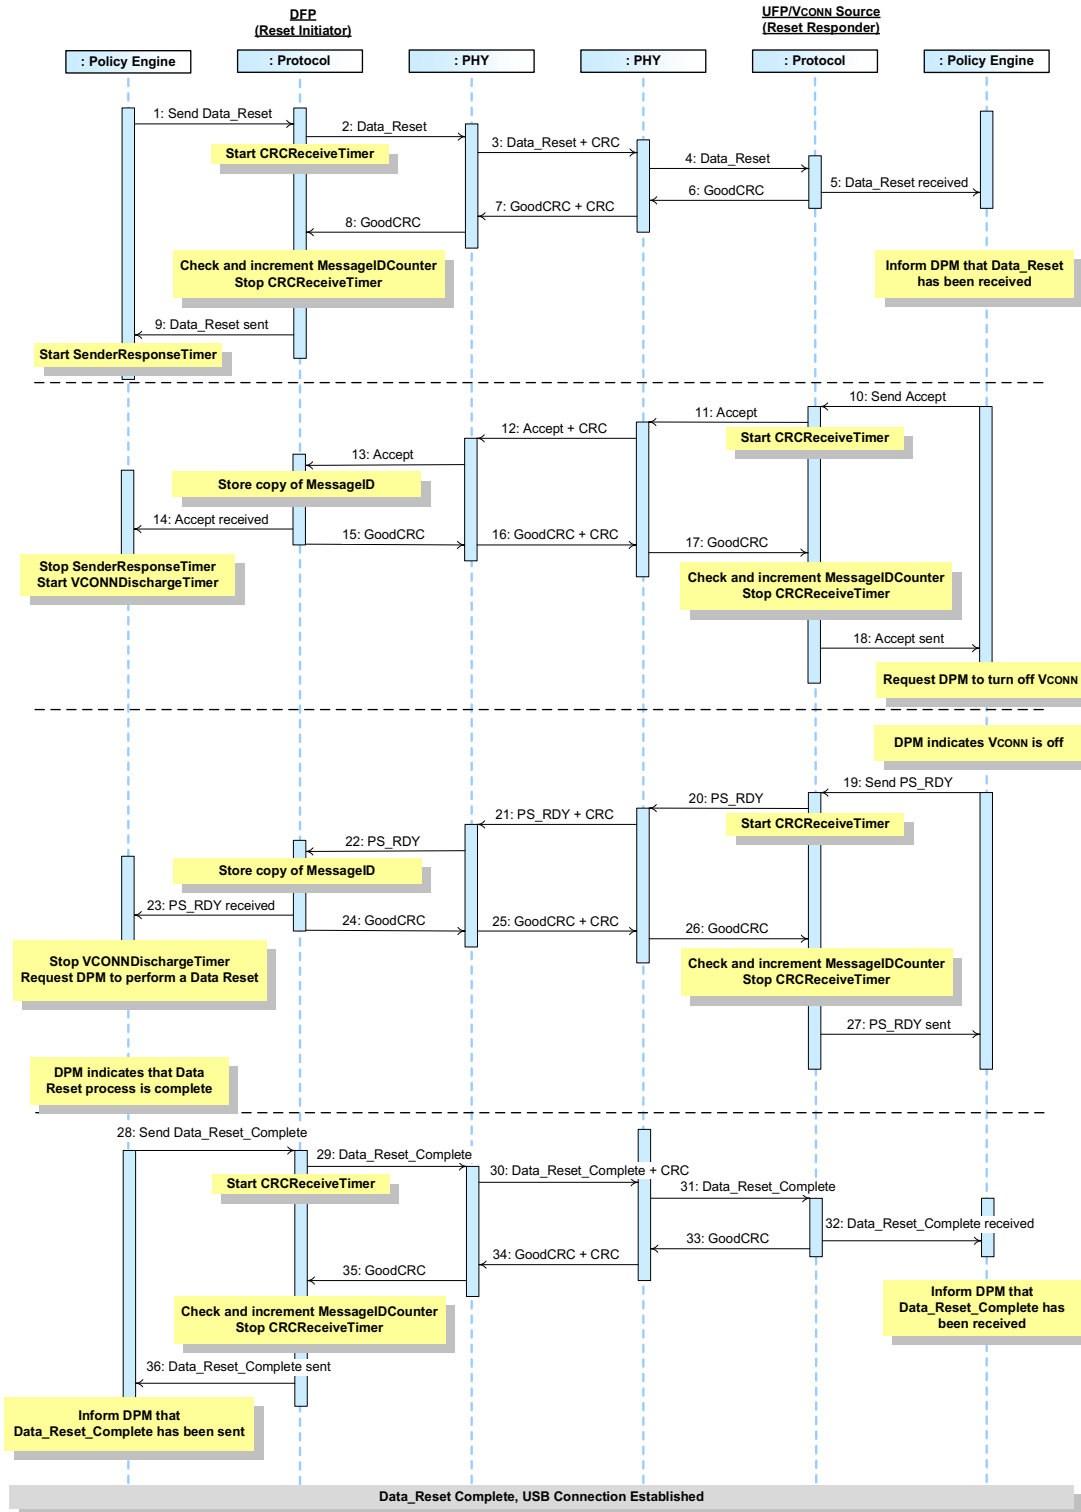 DFP
(Reset Initiator)
UFP/VCONN Source
(Reset Responder)
: Policy Engine
: Protocol
: PHY
: PHY
: Protocol
: Policy Engine
1: Send Data_Reset
2: Data_Reset
Start CRCReceiveTimer
3: Data_Reset + CRC
4: Data_Reset
5: Data_Reset received
6: GoodCRC
7: GoodCRC + CRC
8: GoodCRC
Check and increment MessageIDCounter
Stop CRCReceiveTimer
Inform DPM that Data_Reset
has been received
9: Data_Reset sent
Start SenderResponseTimer
10: Send Accept
11: Accept
Start CRCReceiveTimer
12: Accept + CRC
13: Accept
Store copy of MessageID
14: Accept received
15: GoodCRC
16: GoodCRC + CRC
17: GoodCRC
Stop SenderResponseTimer
Start VCONNDischargeTimer
Check and increment MessageIDCounter
Stop CRCReceiveTimer
18: Accept sent
Request DPM to turn off VCONN
DPM indicates VCONN is off
19: Send PS_RDY
20: PS_RDY
Start CRCReceiveTimer
21: PS_RDY + CRC
22: PS_RDY
Store copy of MessageID
23: PS_RDY received
24: GoodCRC
25: GoodCRC + CRC
26: GoodCRC
Stop VCONNDischargeTimer
Request DPM to perform a Data Reset
Check and increment MessageIDCounter
Stop CRCReceiveTimer
27: PS_RDY sent
DPM indicates that Data
Reset process is complete
28: Send Data_Reset_Complete
29: Data_Reset_Complete
Start CRCReceiveTimer
30: Data_Reset_Complete + CRC
31: Data_Reset_Complete
32: Data_Reset_Complete received
33: GoodCRC
34: GoodCRC + CRC
35: GoodCRC
Inform DPM that
Data_Reset_Complete has
been received
Check and increment MessageIDCounter
Stop CRCReceiveTimer
36: Data_Reset_Complete sent
Inform DPM that
Data_Reset_Complete has been sent
Data_Reset Complete, USB Connection Established